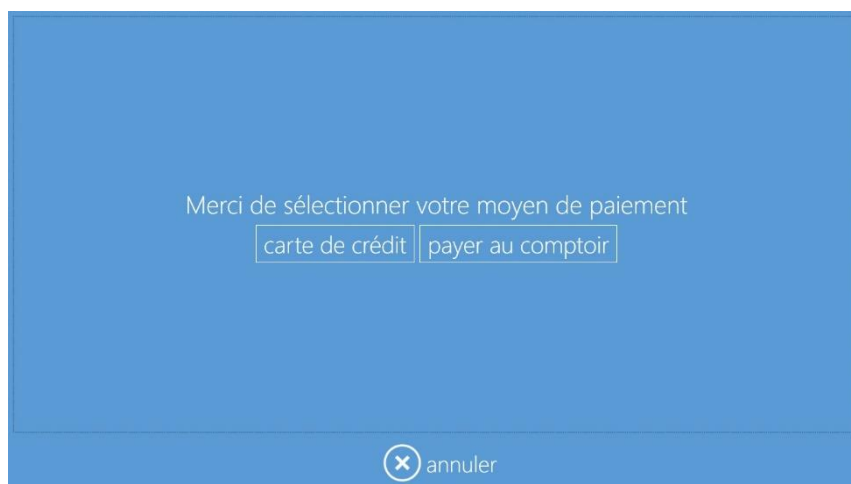 Merci de sélectionner votre moyen de paiement
carte de crédit payer au comptoir
annuler